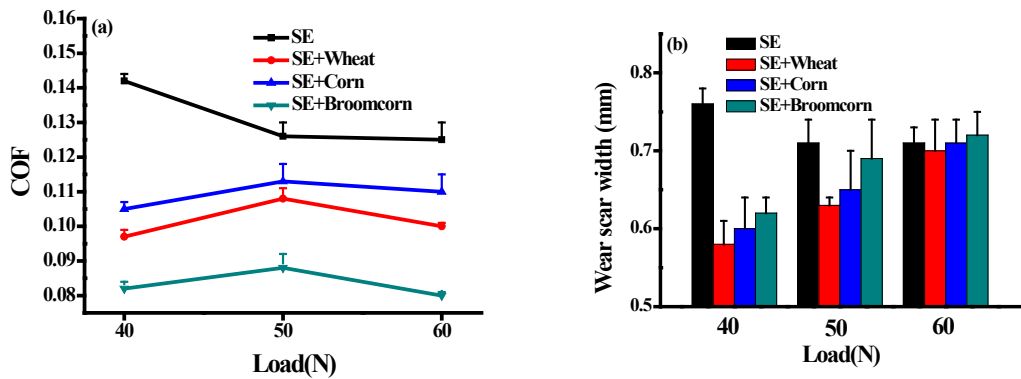 (a)
SE
SE+Wheat
SE+Corn
SE+Broomcorn
0.16
0.15
0.14
0.13
0.12
0.11
0.10
0.09
0.08
COF
40 50 60
Load(N)
(b)
SE
SE+Wheat
SE+Corn
SE+Broomcorn
0.8
0.7
0.6
0.5
Wear scar width (mm)
40 50 60
Load(N)